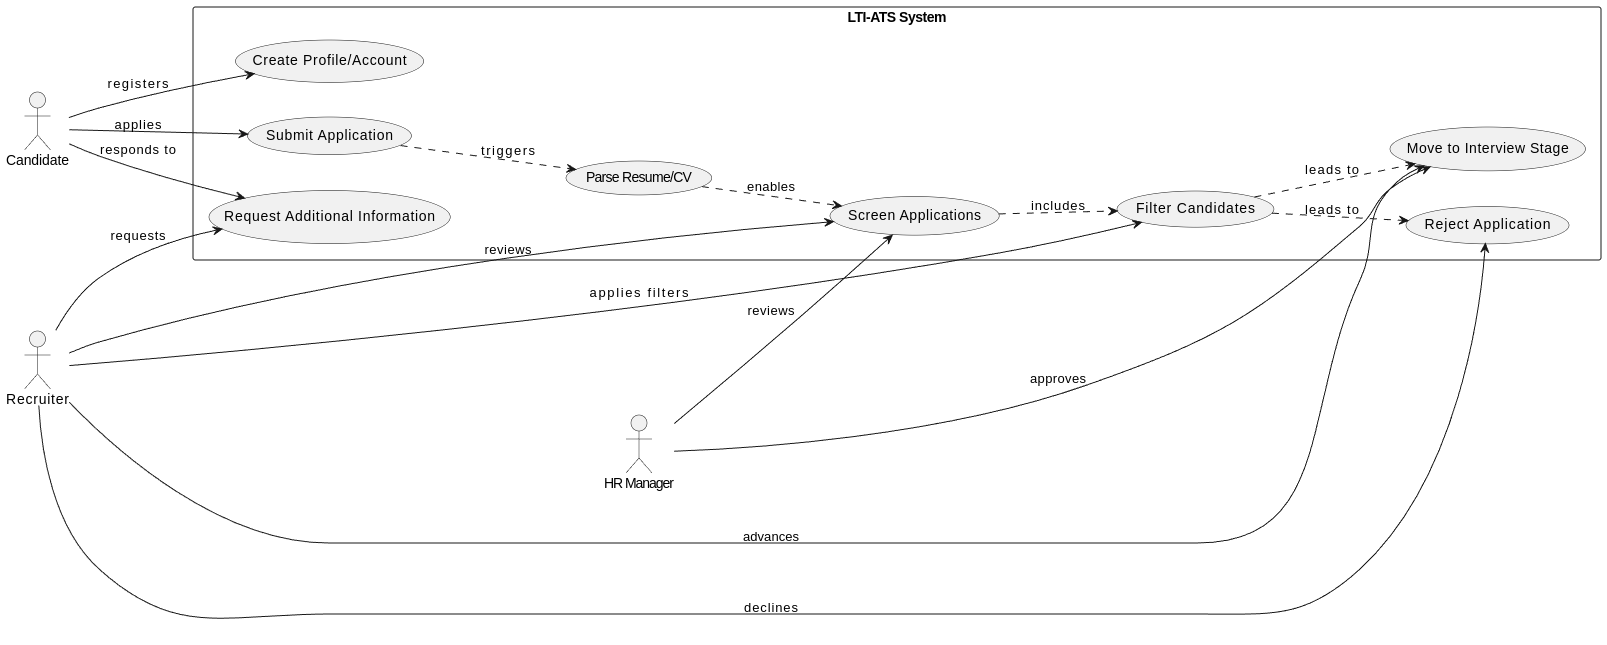 LTI-ATS System
Create Profile/Account
registers
applies
Submit Application
Candidate
responds to
triggers
Move to Interview Stage
leads to
Parse Resume/CV
enables
Request Additional Information
Screen Applications
includes
Filter Candidates
leads to
Reject Application
requests
reviews
applies filters
reviews
approves
Recruiter
HR Manager
advances
declines